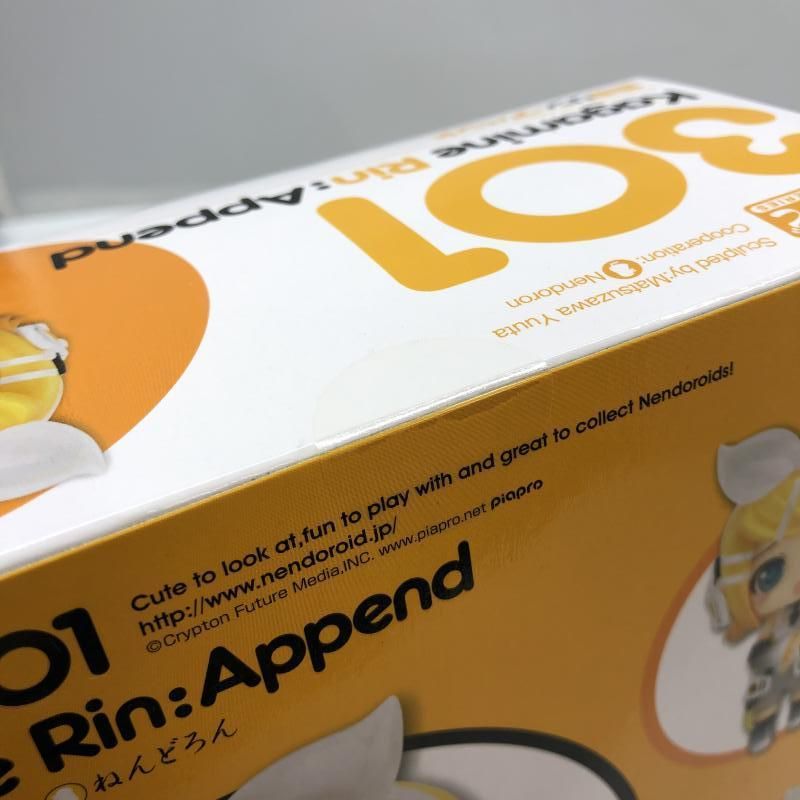 301
Kagamine Rin:Append
SERIES
Sculpted by:Matsuzawa Yuuta
Cooperation: Nendoron
Cute to look at,fun to play with and great to collect Nendoroids!
http://www.nendoroid.jp/
©Crypton Future Media,INC. www.piapro.net piapro
01
e Rin:Append
ねんどろん